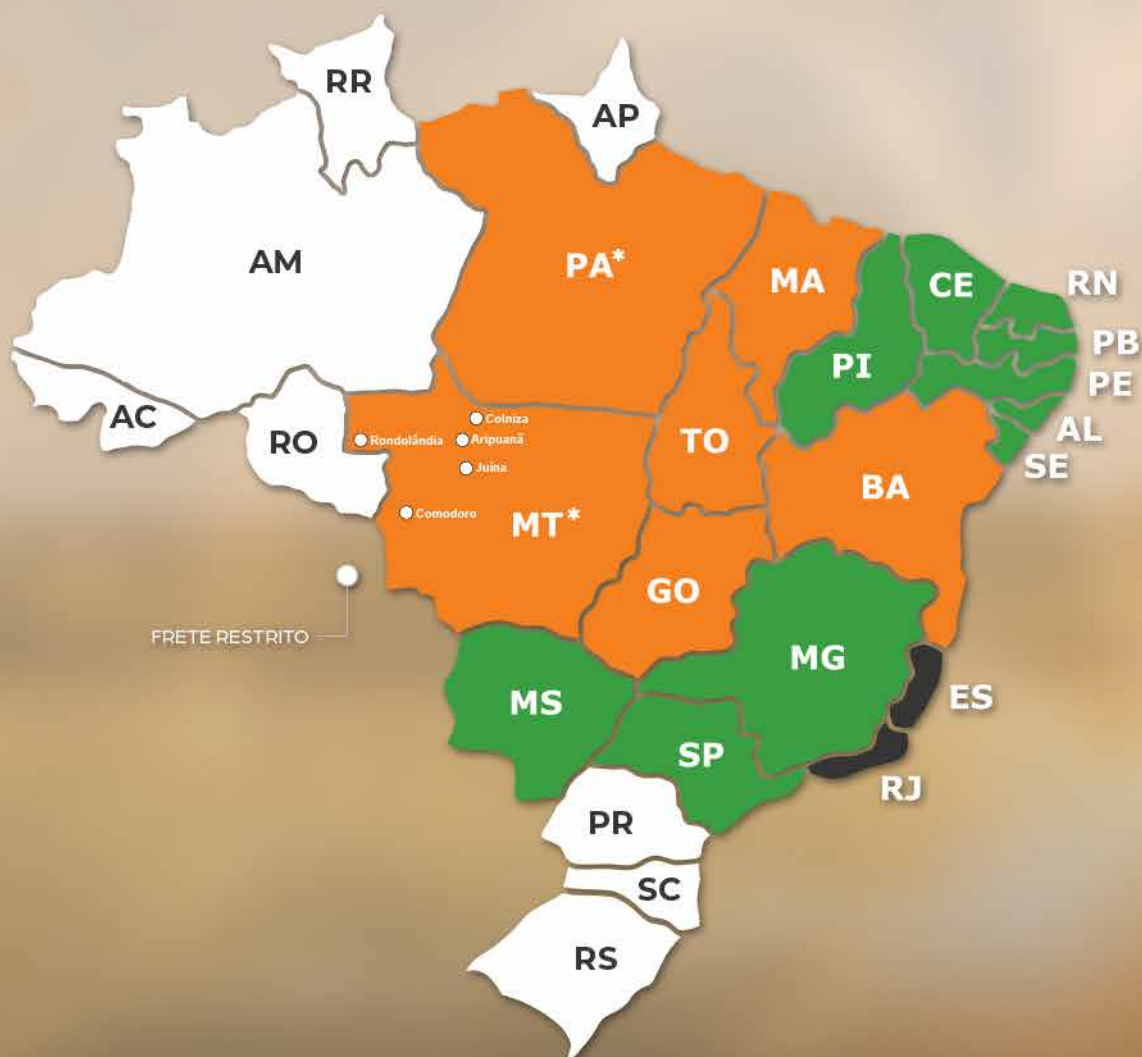 RR
AP
AM
PA*
MA
CE
RN
PI
PB
PE
AC
RO
Colniza
Rondolândia
Aripuanã
Juína
TO
AL
SE
BA
Comodoro
MT*
GO
FRETE RESTRITO
MG
MS
ES
SP
RJ
PR
SC
RS